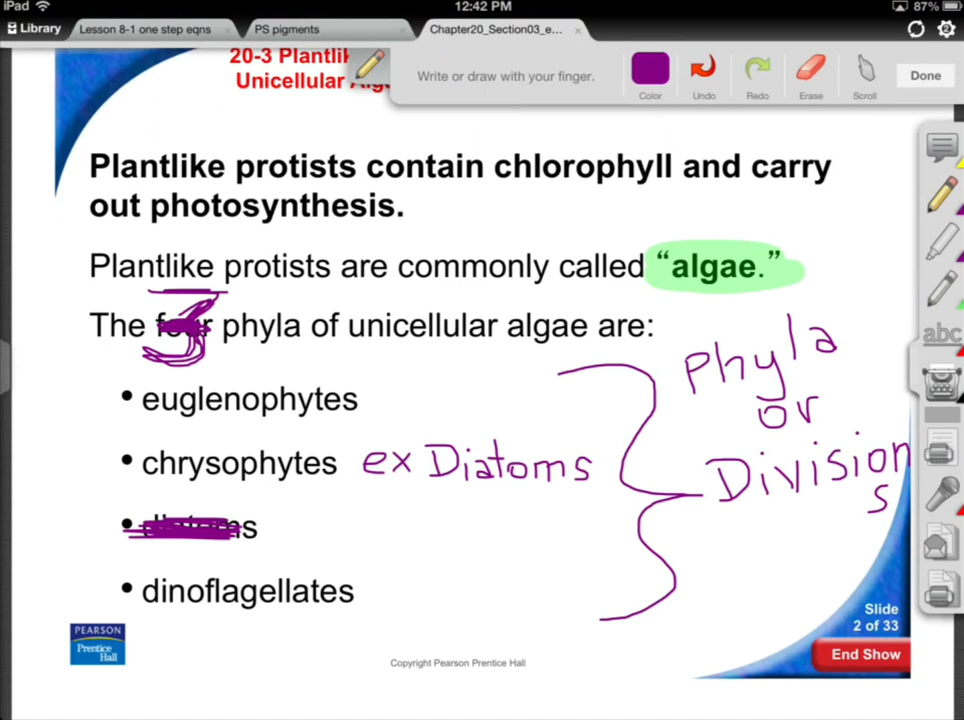 iPad
12:42 PM
87%
Library
Lesson 8-1 one step eqns
PS pigments
Chapter20_Section03_e...
2
Write or draw with your finger.
Color
Undo
Redo
Erase
Scroll
Done
20-3
Unicellular
Plantlike protists contain chlorophyll and carry
out photosynthesis.
Plantlike protists are commonly called “algae.”
The 3 phyla of unicellular algae are:
• euglenophytes
• chrysophytes ex Diatoms
• dinoflagellates
Phyla
or
Division
s
abc
PEARSON
Prentice
Hall
Copyright Pearson Prentice Hall
Slide
2 of 33
End Show